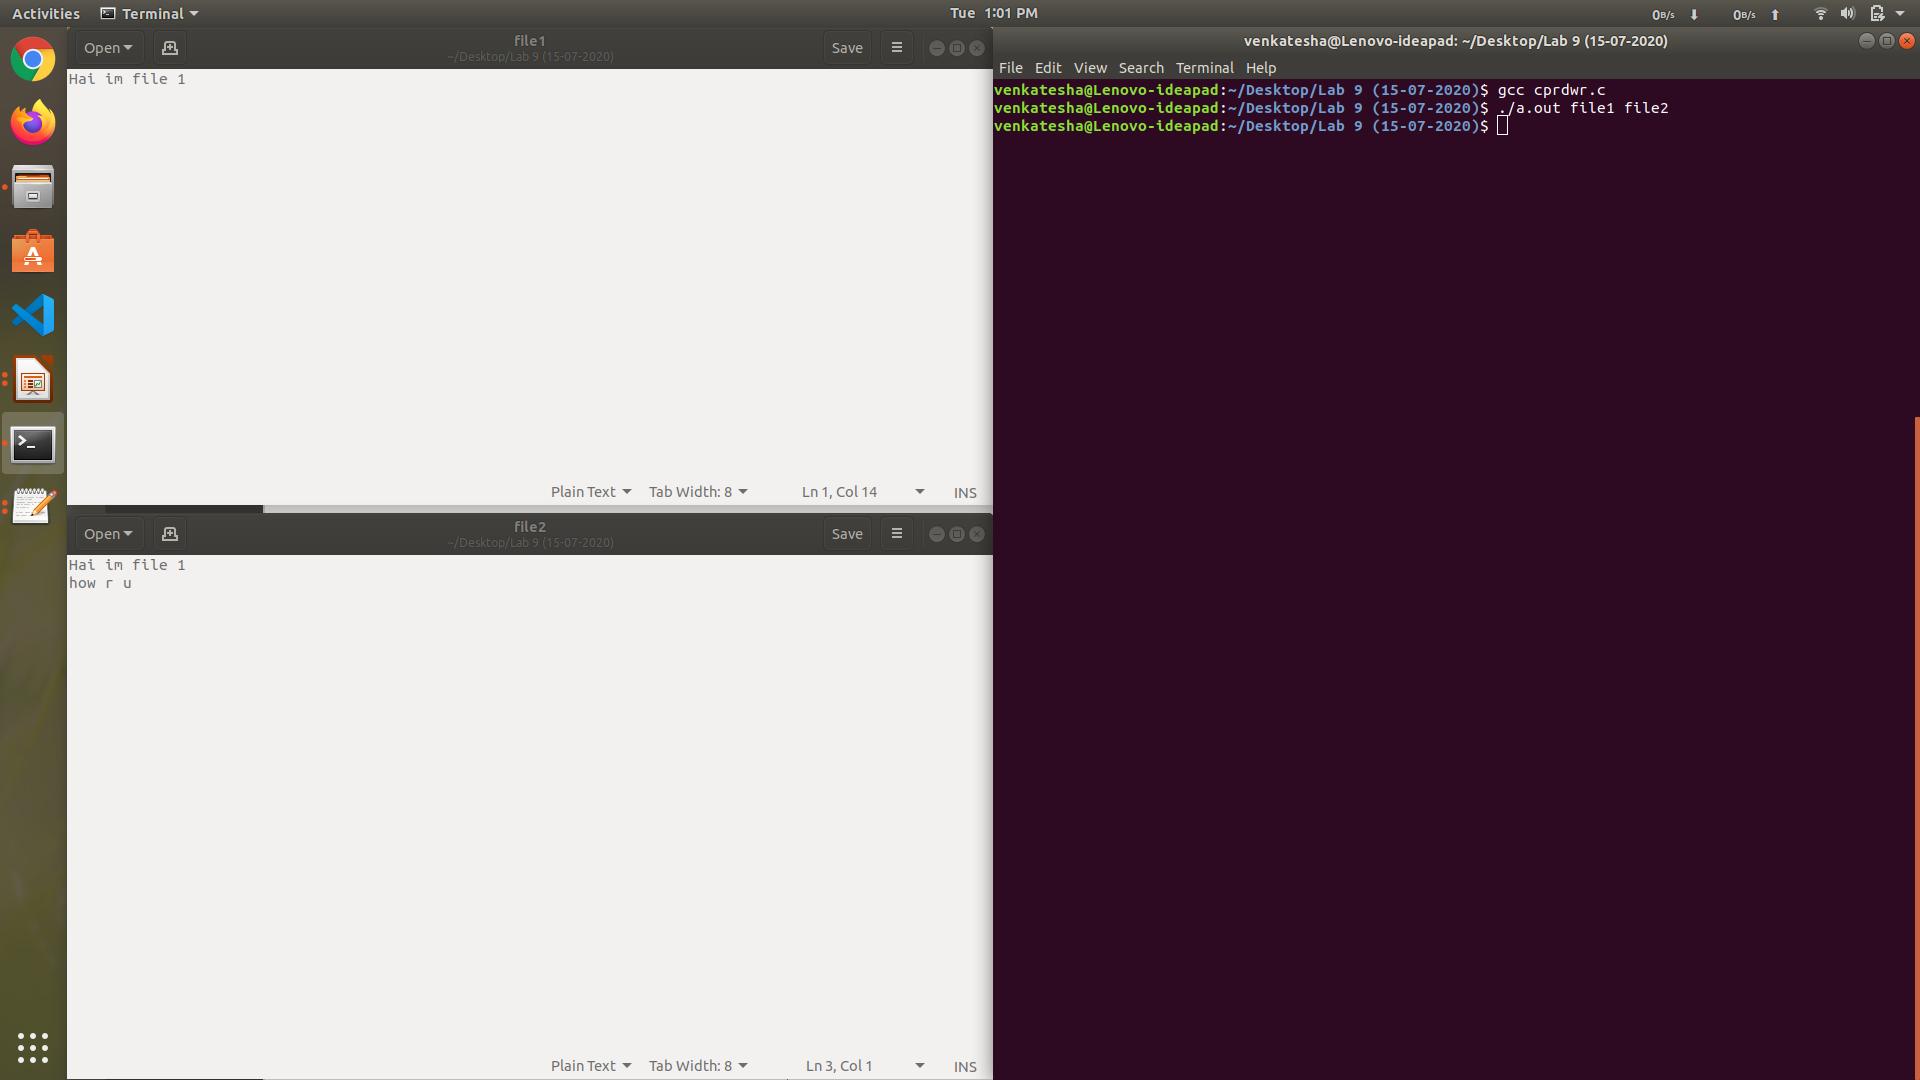 Activities Terminal Tue 1:01 PM 0B/s 0B/s
Open file1 Save
~/Desktop/Lab 9 (15-07-2020)
Hai im file 1
Plain Text Tab Width: 8 Ln 1, Col 14 INS
Open file2 Save
~/Desktop/Lab 9 (15-07-2020)
Hai im file 1
how r u
Plain Text Tab Width: 8 Ln 3, Col 1 INS
venkatesha@Lenovo-ideapad: ~/Desktop/Lab 9 (15-07-2020)
File Edit View Search Terminal Help
venkatesha@Lenovo-ideapad:~/Desktop/Lab 9 (15-07-2020)$ gcc cprdwr.c
venkatesha@Lenovo-ideapad:~/Desktop/Lab 9 (15-07-2020)$ ./a.out file1 file2
venkatesha@Lenovo-ideapad:~/Desktop/Lab 9 (15-07-2020)$